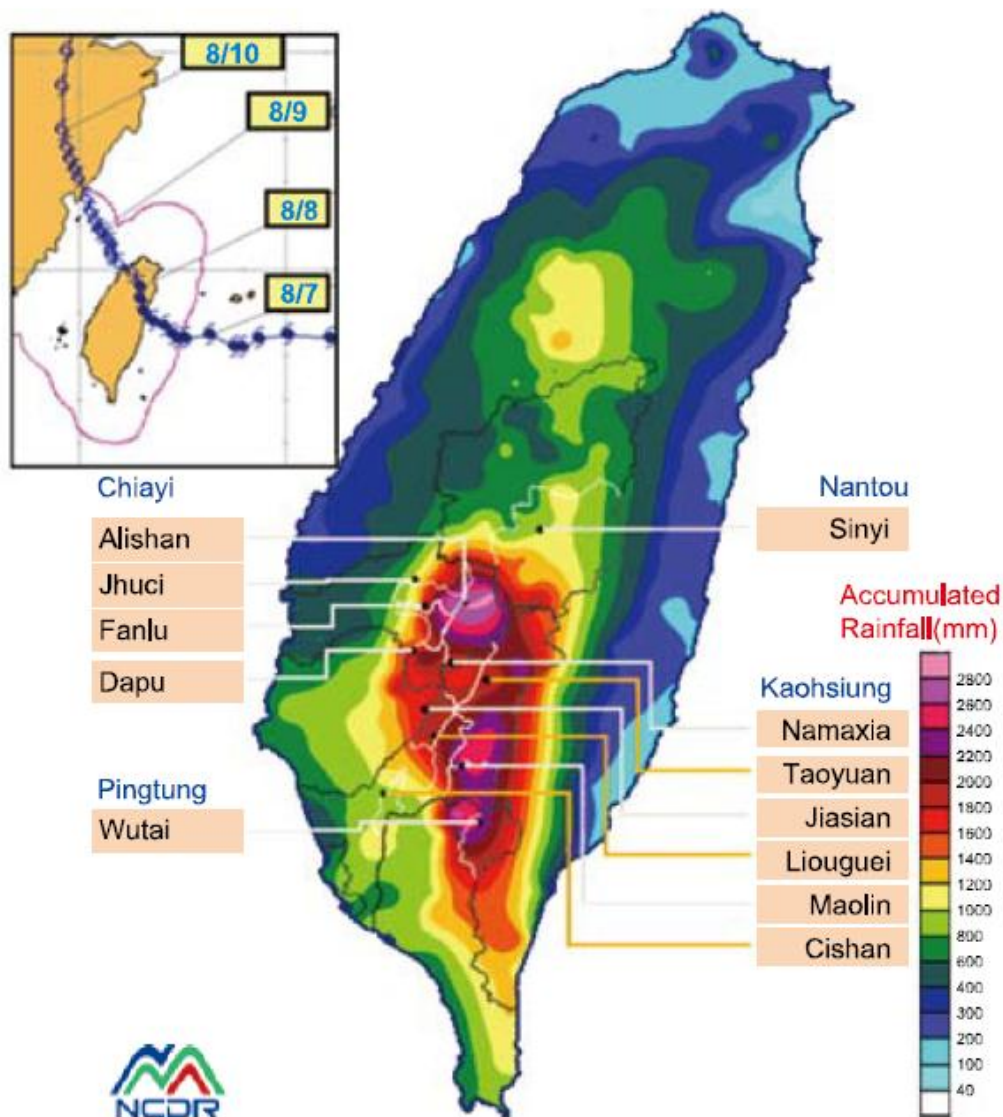 8/10
8/9
8/8
8/7
Chiayi
Alishan
Jhuci
Fanlu
Dapu
Pingtung
Wutai
Nantou
Sinyi
Accumulated
Rainfall(mm)
Kaohsiung
Namaxia
Taoyuan
Jiasian
Liouguei
Maolin
Cishan
2800
2600
2400
2200
2000
1800
1600
1400
1200
1000
800
600
400
300
200
100
40
NCDR